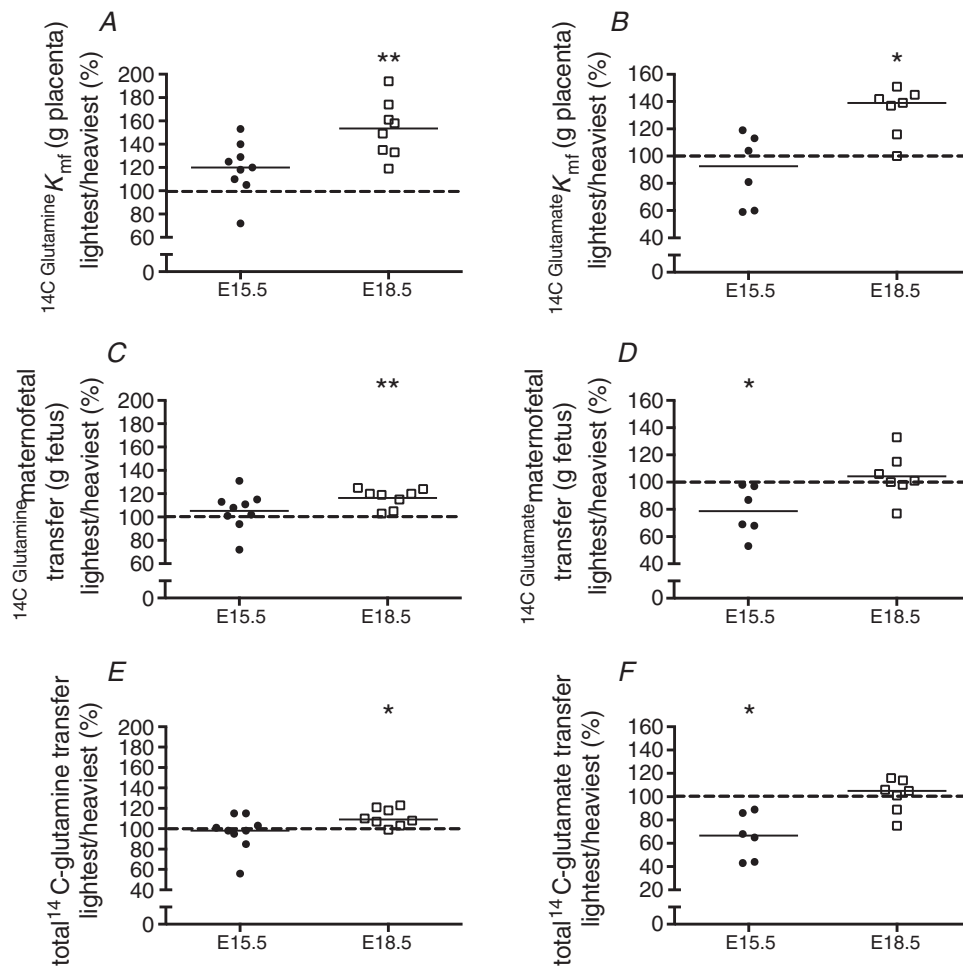 A
14C Glutamine Kmf (g placenta)
lightest/heaviest (%)
**
200
180
160
140
120
100
80
60
0
E15.5
E18.5
B
14C Glutamate Kmf (g placenta)
lightest/heaviest (%)
*
160
140
120
100
80
60
40
0
E15.5
E18.5
C
14C Glutamine maternofetal
transfer (g fetus)
lightest/heaviest (%)
**
200
180
160
140
120
100
80
60
0
E15.5
E18.5
D
14C Glutamate maternofetal
transfer (g fetus)
lightest/heaviest (%)
*
160
140
120
100
80
60
40
0
E15.5
E18.5
E
total 14 C-glutamine transfer
lightest/heaviest (%)
*
200
180
160
140
120
100
80
60
40
0
E15.5
E18.5
F
total 14 C-glutamate transfer
lightest/heaviest (%)
*
160
140
120
100
80
60
40
20
0
E15.5
E18.5